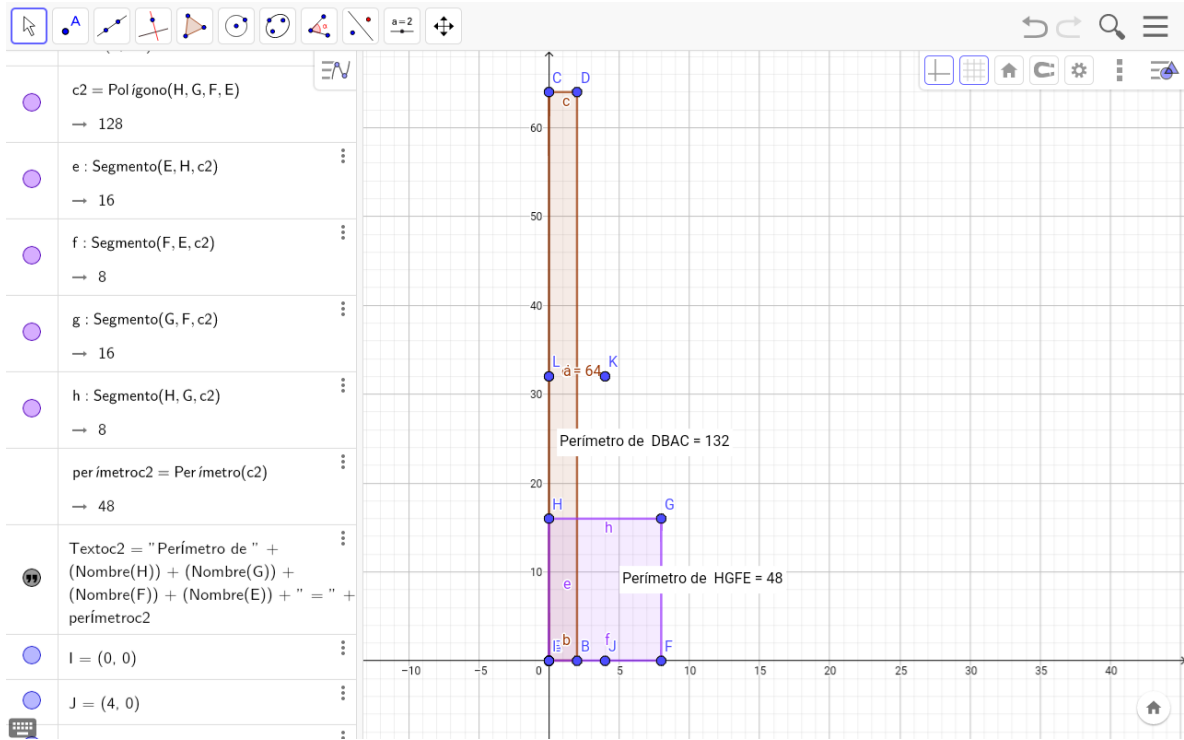 A
a=2
c2 = Polígono(H, G, F, E)
→ 128
e : Segmento(E, H, c2)
→ 16
f : Segmento(F, E, c2)
→ 8
g : Segmento(G, F, c2)
→ 16
h : Segmento(H, G, c2)
→ 8
perímetroc2 = Perímetro(c2)
→ 48
Textoc2 = "Perímetro de " +
(Nombre(H)) + (Nombre(G)) +
(Nombre(F)) + (Nombre(E)) + " = " +
perímetroc2
I = (0, 0)
J = (4, 0)
C D
c
60
50
40
L K
a = 64
30
Perímetro de DBAC = 132
20
H G
h
10
Perímetro de HGFE = 48
e
b f
B J F
−10 −5 0 5 10 15 20 25 30 35 40